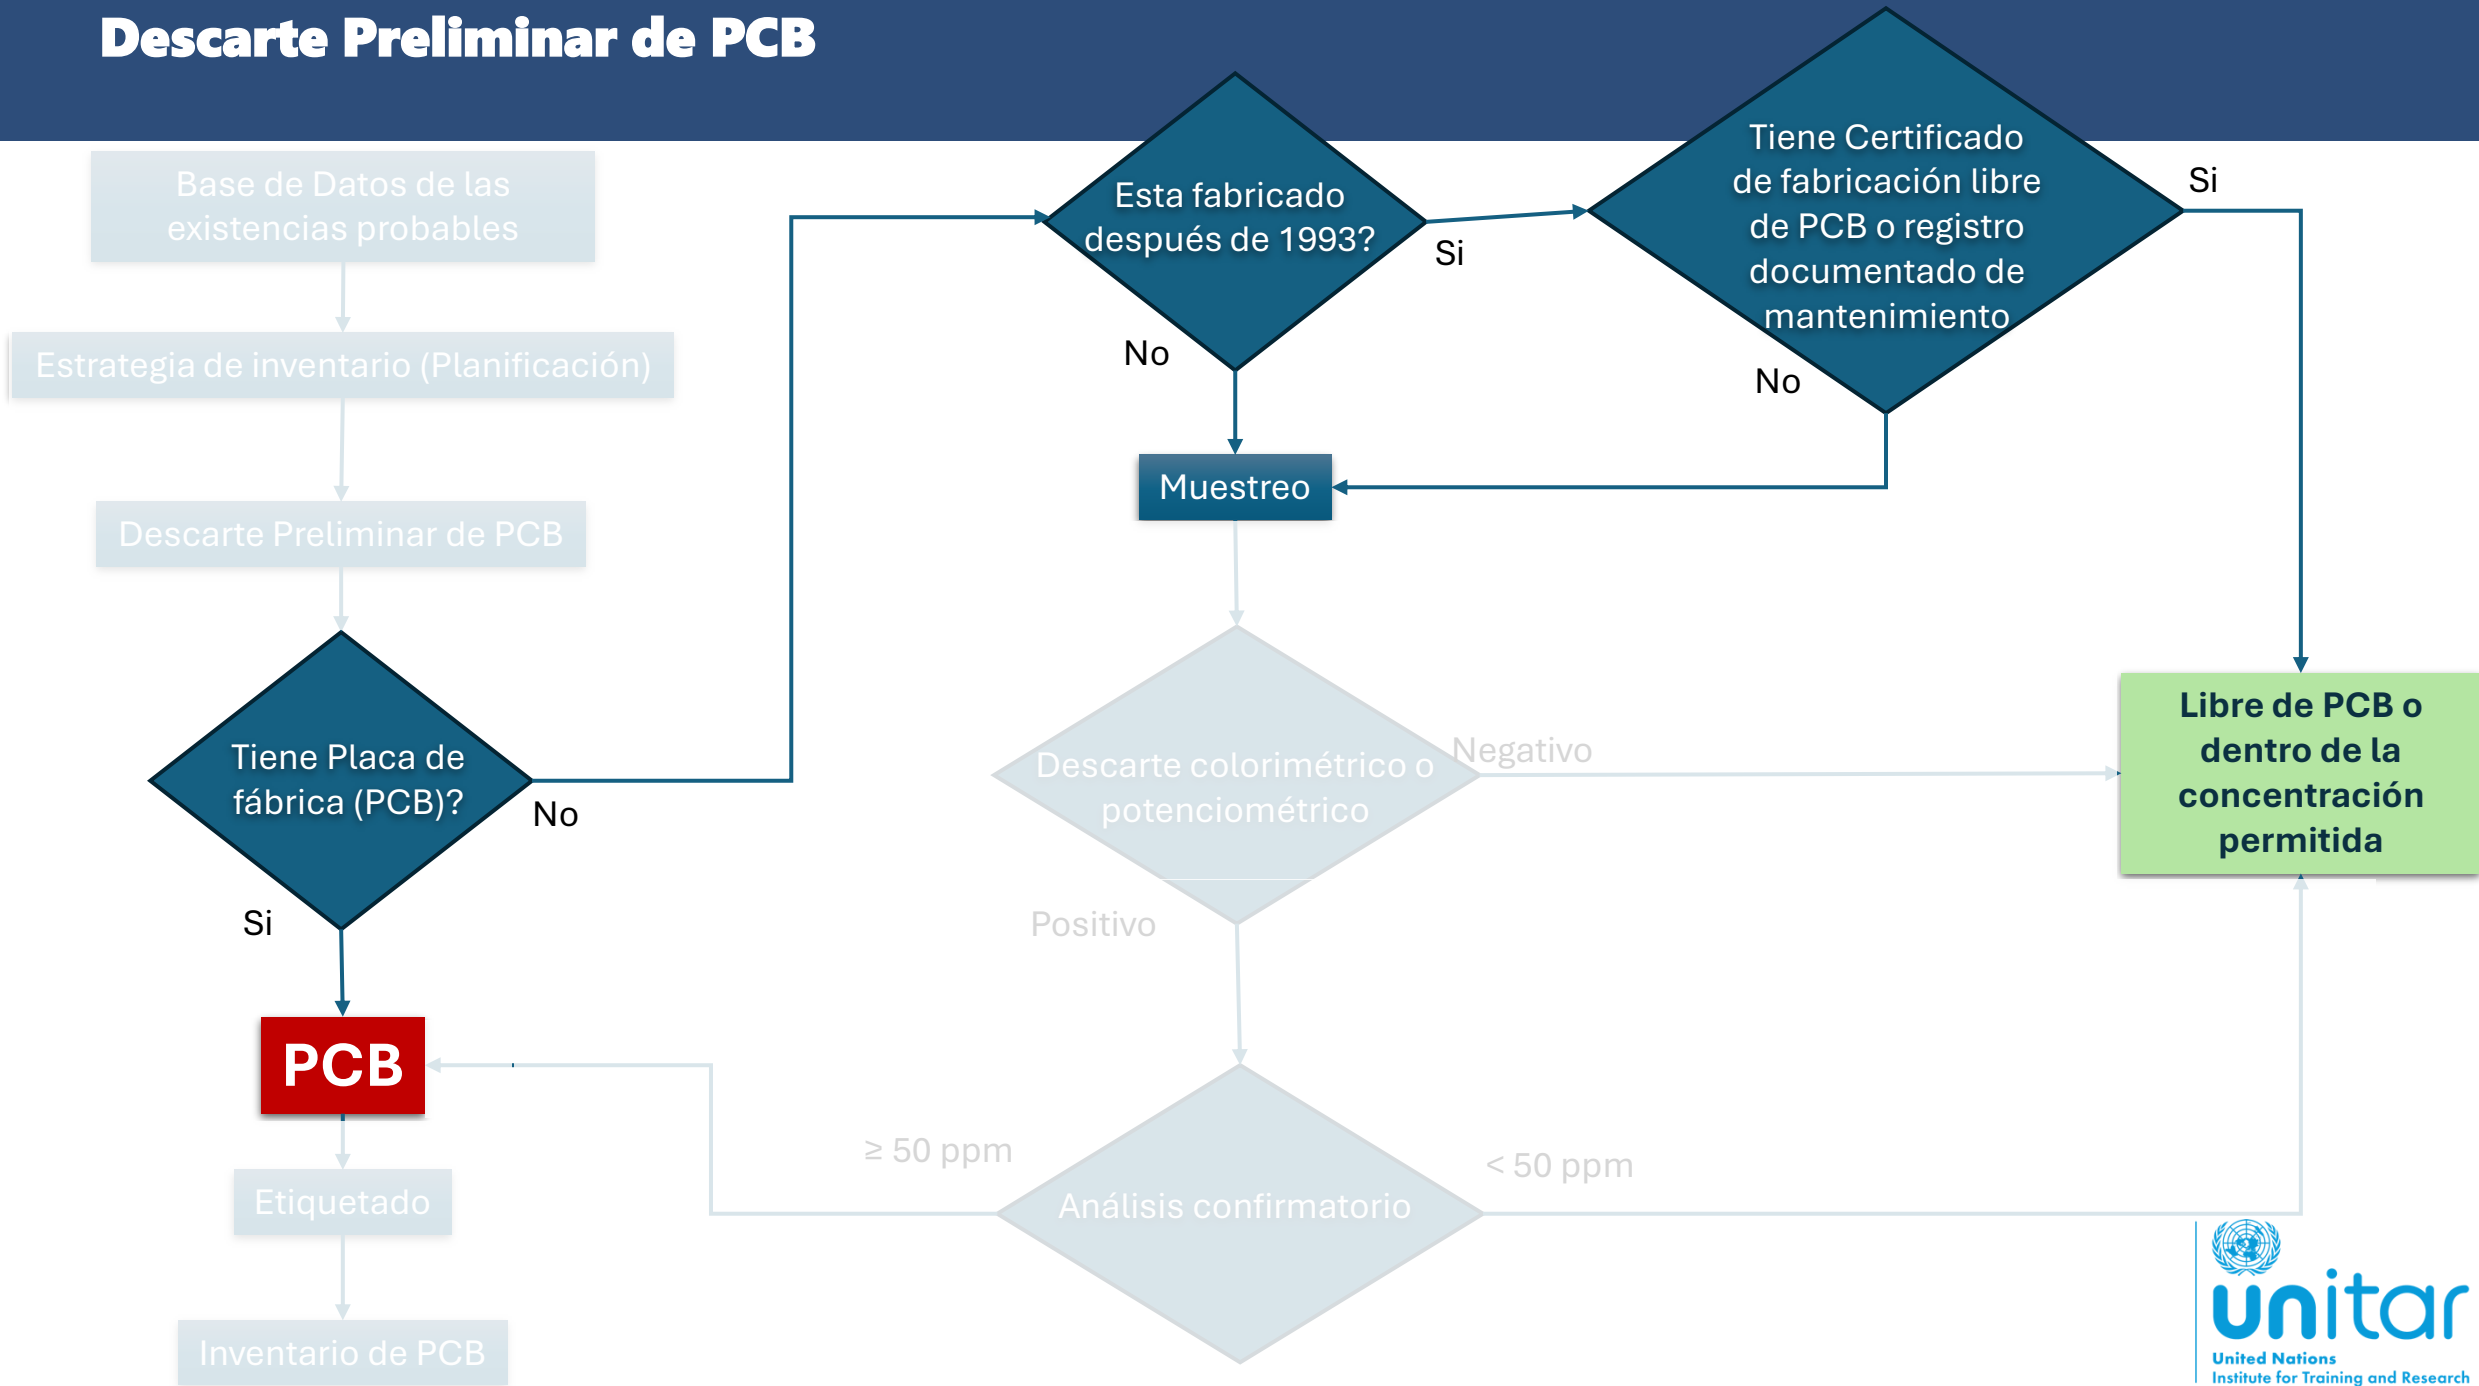 Descarte Preliminar de PCB
Base de Datos de las
existencias probables
Estrategia de inventario (Planificación)
Descarte Preliminar de PCB
Tiene Placa de
fábrica (PCB)?
No
Si
PCB
Etiquetado
Inventario de PCB
Esta fabricado
después de 1993?
Si
No
Tiene Certificado
de fabricación libre
de PCB o registro
documentado de
mantenimiento
Si
No
Muestreo
Descarte colorimétrico o
potenciométrico
Negativo
Positivo
Análisis confirmatorio
≥ 50 ppm
< 50 ppm
Libre de PCB o
dentro de la
concentración
permitida
unitar
United Nations
Institute for Training and Research